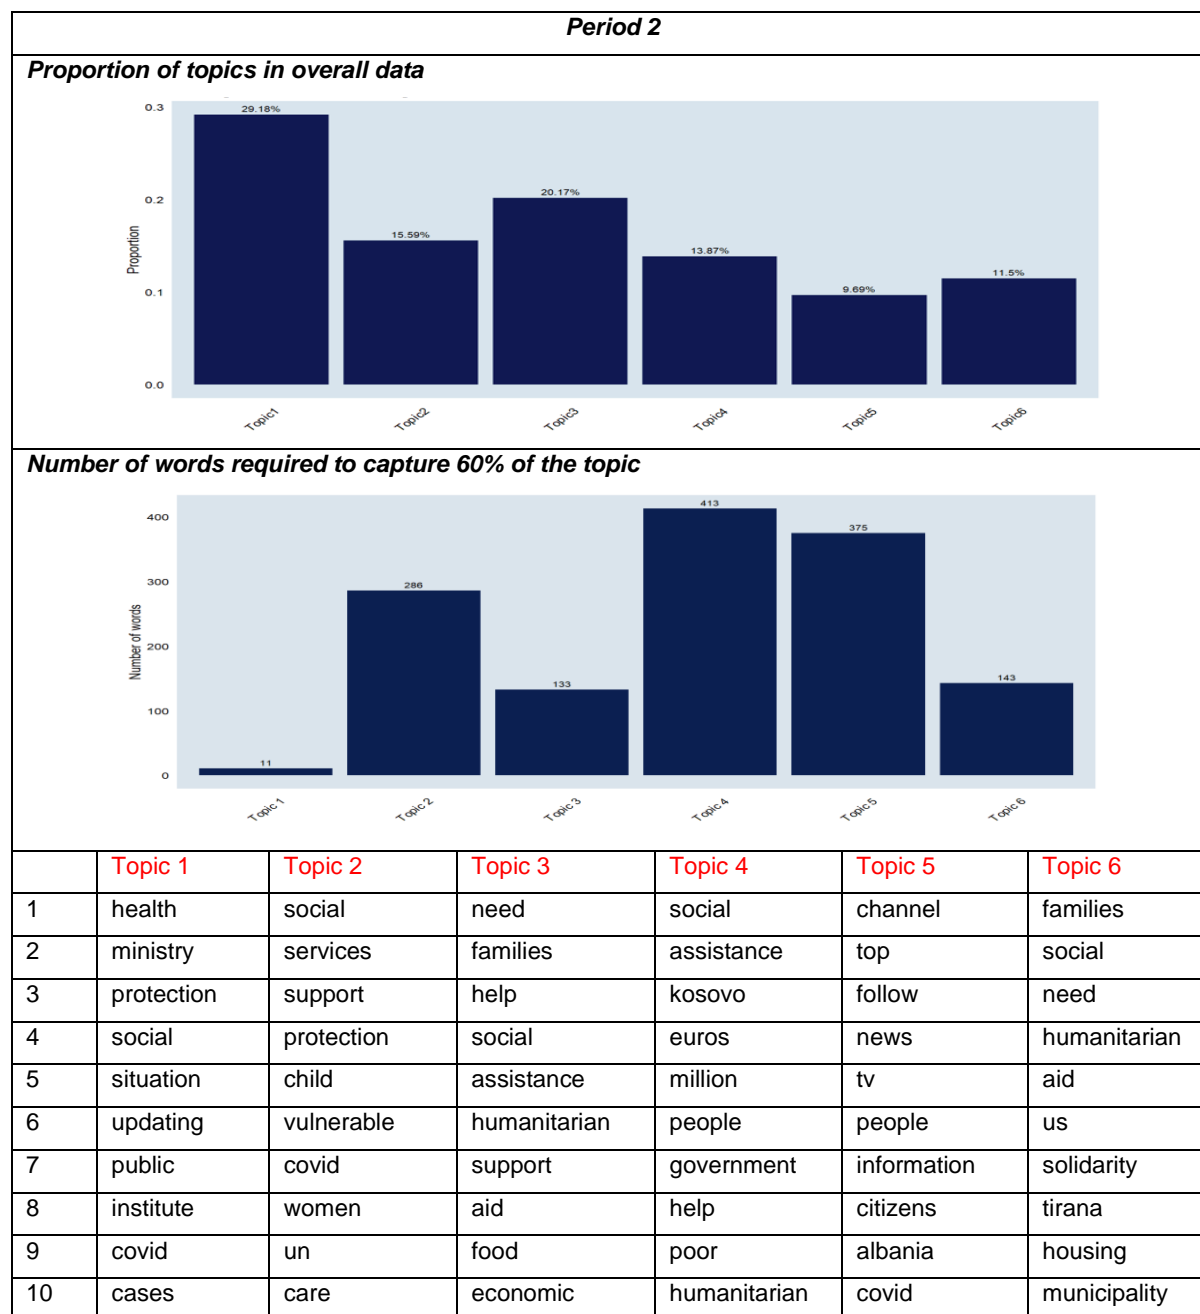 Period 2
Proportion of topics in overall data
0.3
0.2
0.1
0.0
Proportion
29.18%
15.59%
20.17%
13.87%
9.69%
11.5%
Topic1
Topic2
Topic3
Topic4
Topic5
Topic6
Number of words required to capture 60% of the topic
400
300
200
100
0
Number of words
11
286
133
413
375
143
Topic 1
Topic 2
Topic 3
Topic 4
Topic 5
Topic 6
Topic 1 Topic 2 Topic 3 Topic 4 Topic 5 Topic 6
1 health social need social channel families
2 ministry services families assistance top social
3 protection support help kosovo follow need
4 social protection social euros news humanitarian
5 situation child assistance million tv aid
6 updating vulnerable humanitarian people people us
7 public covid support government information solidarity
8 institute women aid help citizens tirana
9 covid un food poor albania housing
10 cases care economic humanitarian covid municipality